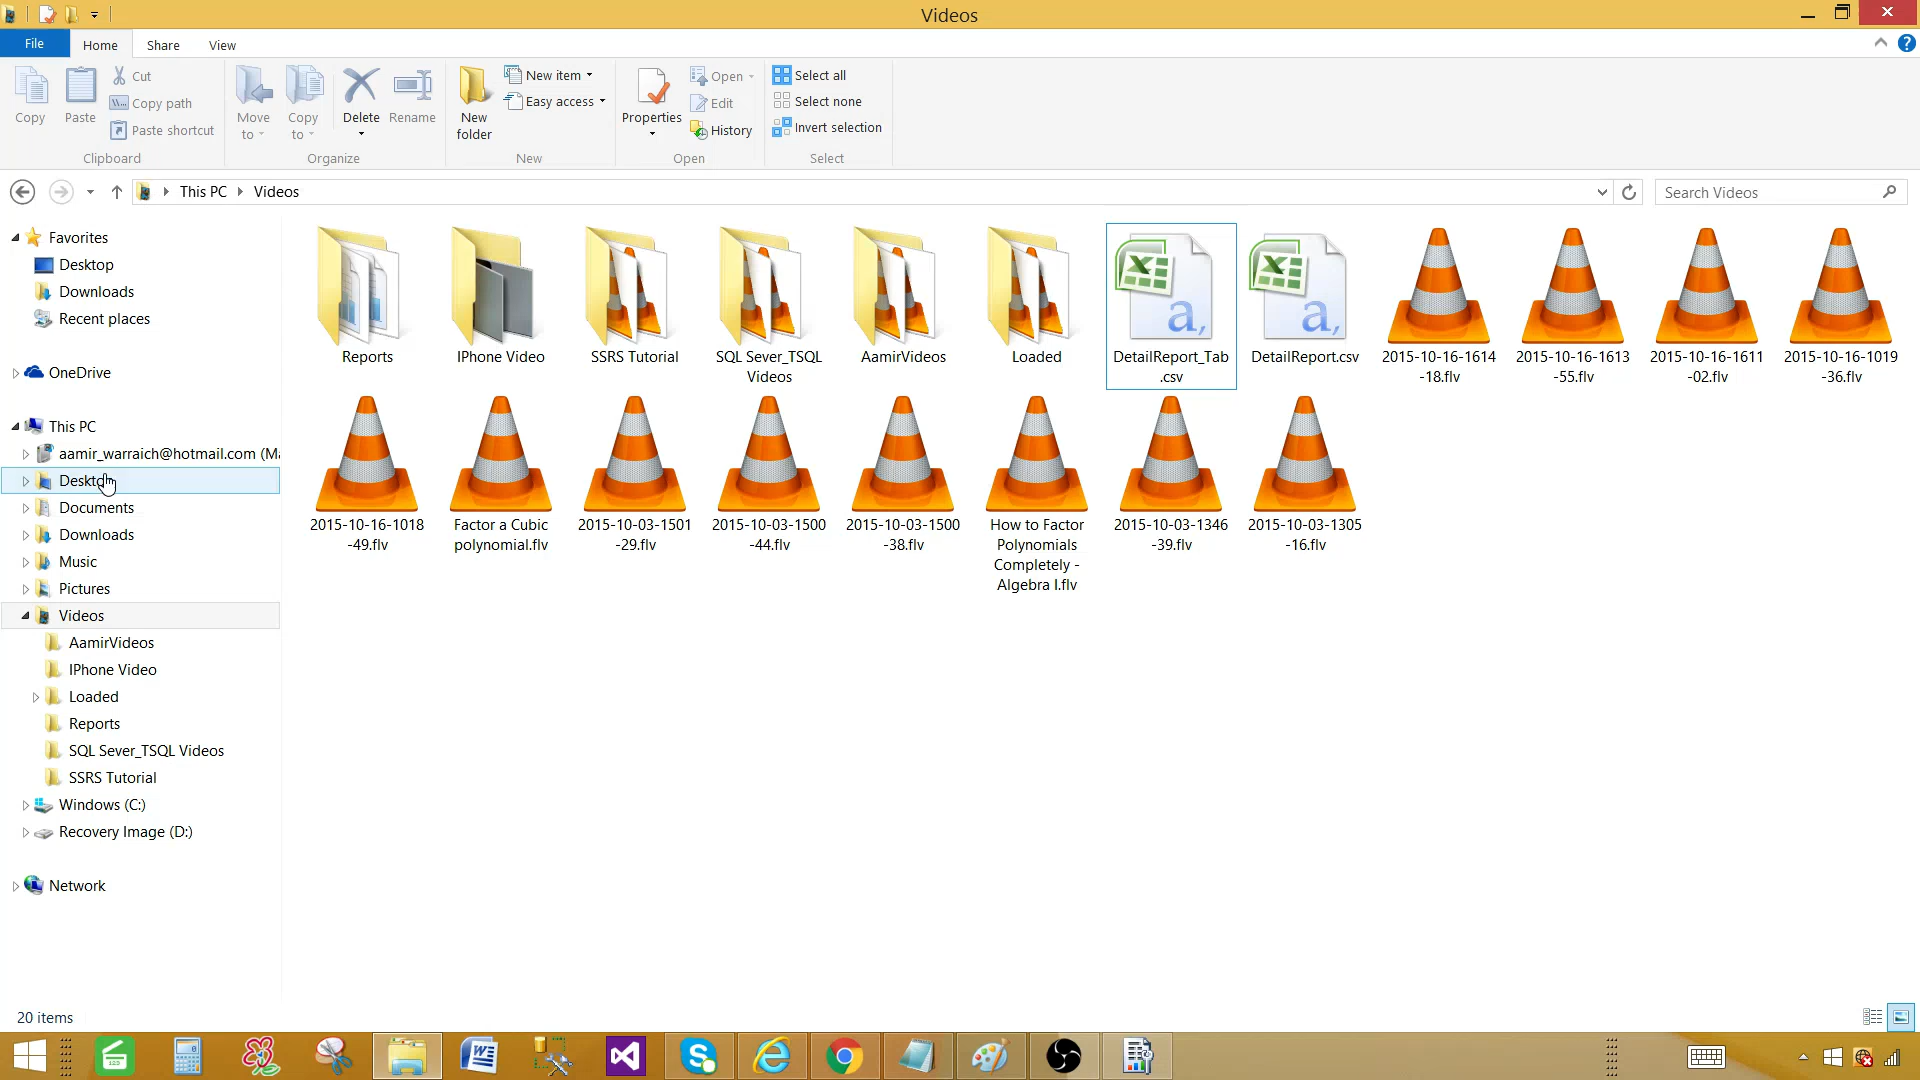 Videos
File
Home
Share
View
Copy
Paste
Cut
Copy path
Paste shortcut
Clipboard
Move to
Copy to
Delete
Rename
Organize
New folder
New item
Easy access
New
Properties
Open
Edit
History
Open
Select all
Select none
Invert selection
Select
This PC
Videos
Search Videos
Favorites
Desktop
Downloads
Recent places
OneDrive
This PC
aamir_warraich@hotmail.com (Ma
Desktop
Documents
Downloads
Music
Pictures
Videos
AamirVideos
IPhone Video
Loaded
Reports
SQL Sever_TSQL Videos
SSRS Tutorial
Windows (C:)
Recovery Image (D:)
Network
Reports
IPhone Video
SSRS Tutorial
SQL Sever_TSQL
Videos
AamirVideos
Loaded
DetailReport_Tab
.csv
DetailReport.csv
2015-10-16-1614
-18.flv
2015-10-16-1613
-55.flv
2015-10-16-1611
-02.flv
2015-10-16-1019
-36.flv
2015-10-16-1018
-49.flv
Factor a Cubic
polynomial.flv
2015-10-03-1501
-29.flv
2015-10-03-1500
-44.flv
2015-10-03-1500
-38.flv
How to Factor
Polynomials
Completely -
Algebra I.flv
2015-10-03-1346
-39.flv
2015-10-03-1305
-16.flv
20 items